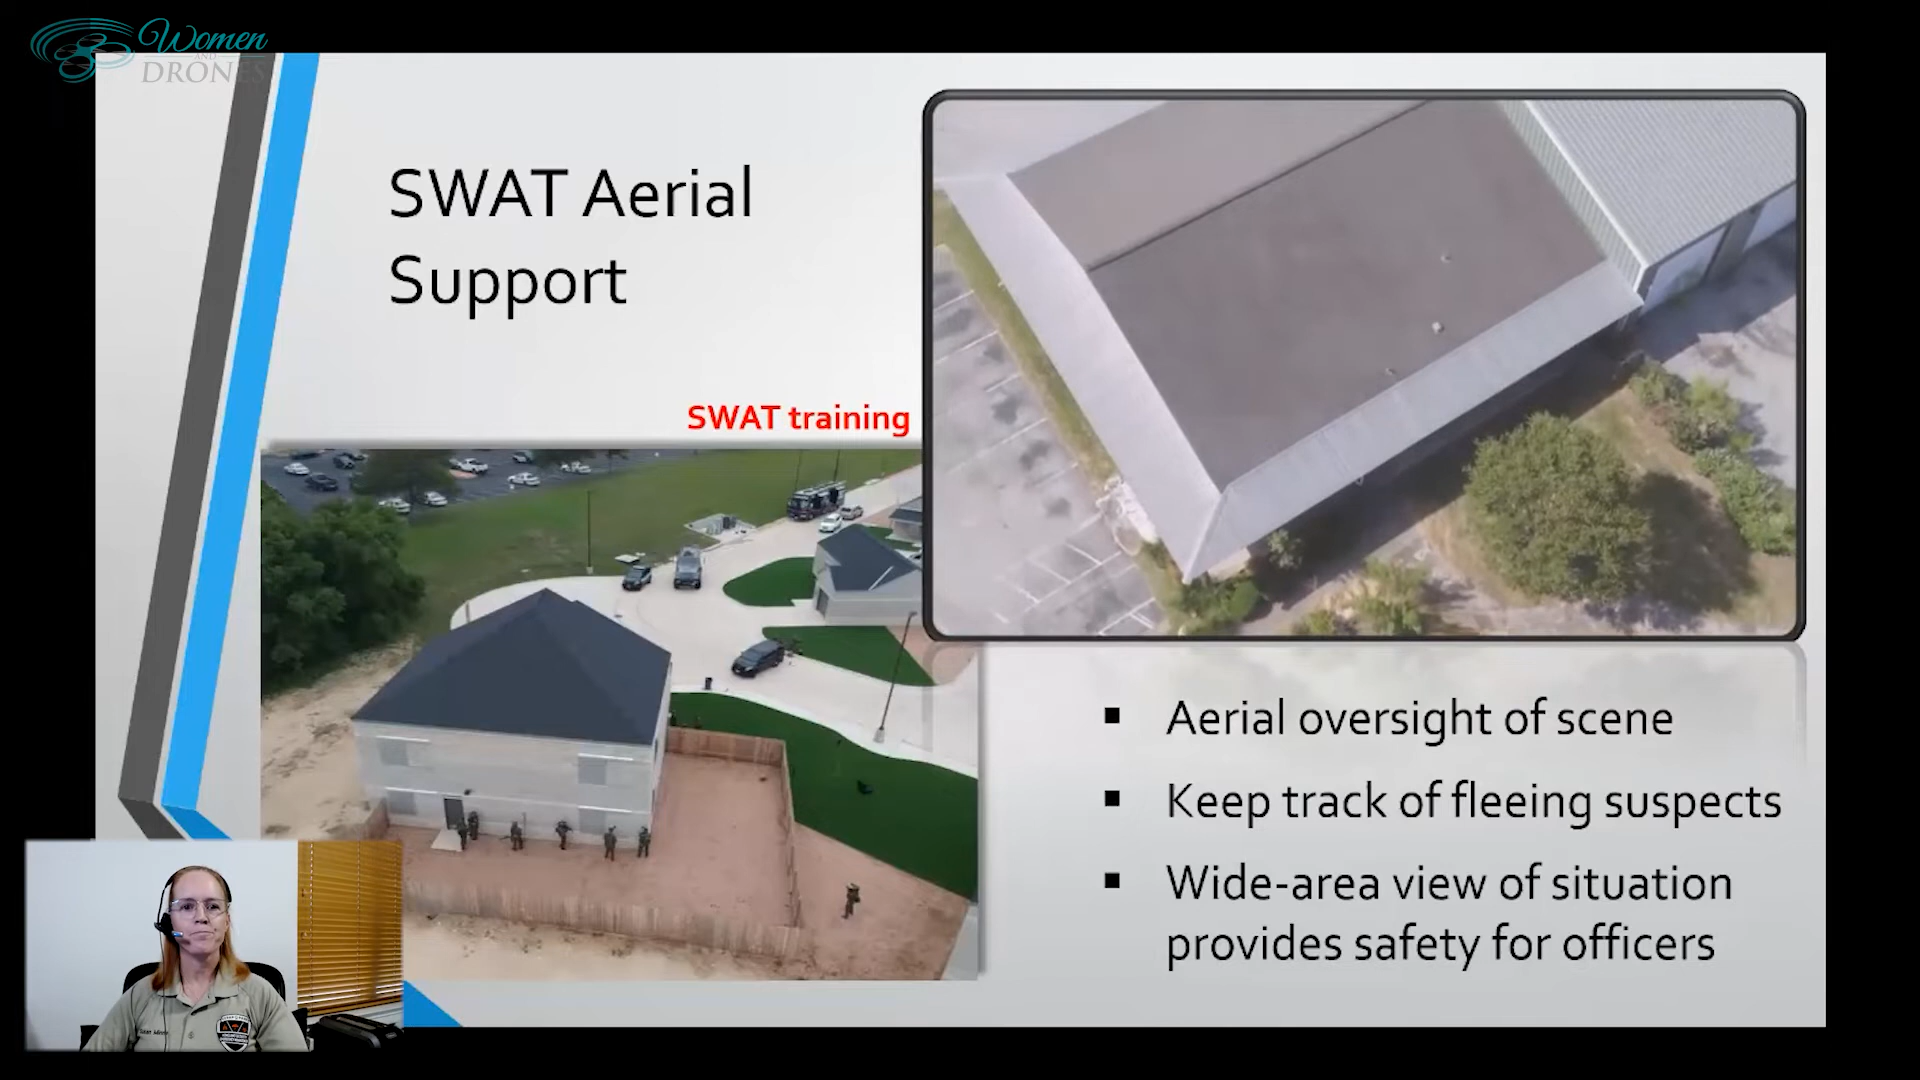 Women
AND
DRONES
SWAT Aerial
Support
SWAT training
▪ Aerial oversight of scene
▪ Keep track of fleeing suspects
▪ Wide-area view of situation
provides safety for officers